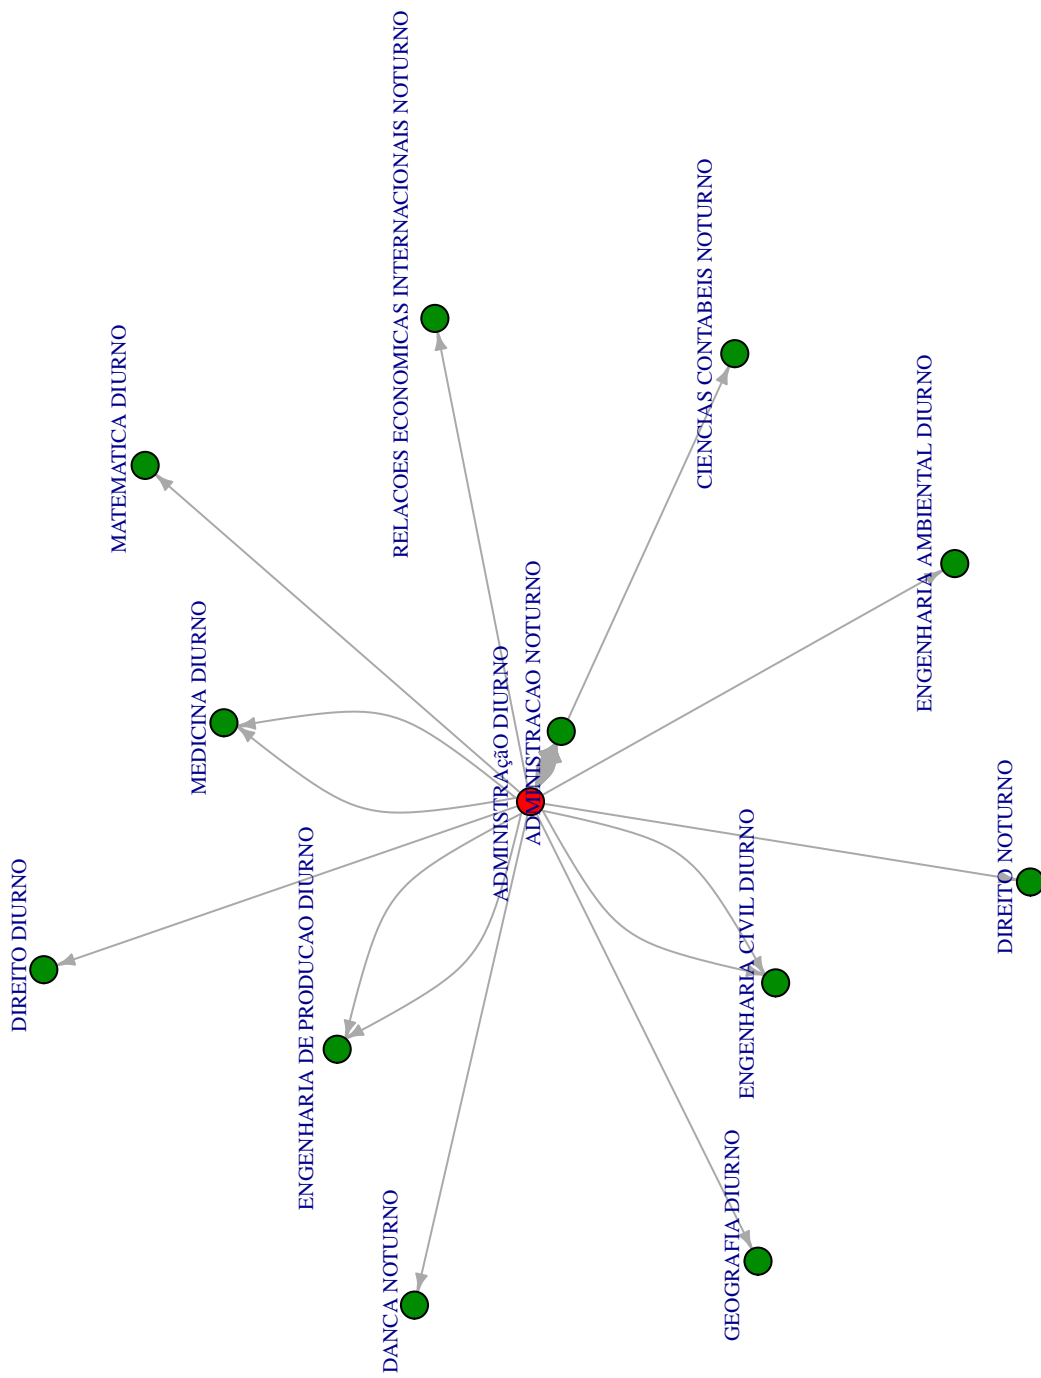 RELACOES ECONOMICAS INTERNACIONAIS NOTURNO
CIENCIAS CONTABEIS NOTURNO
MATEMATICA DIURNO
ENGENHARIA AMBIENTAL DIURNO
MEDICINA DIURNO
ADMINISTRAçãO DIURNO
ADMINISTRACAO NOTURNO
DIREITO NOTURNO
DIREITO DIURNO
ENGENHARIA DE PRODUCAO DIURNO
ENGENHARIA CIVIL DIURNO
DANCA NOTURNO
GEOGRAFIA DIURNO